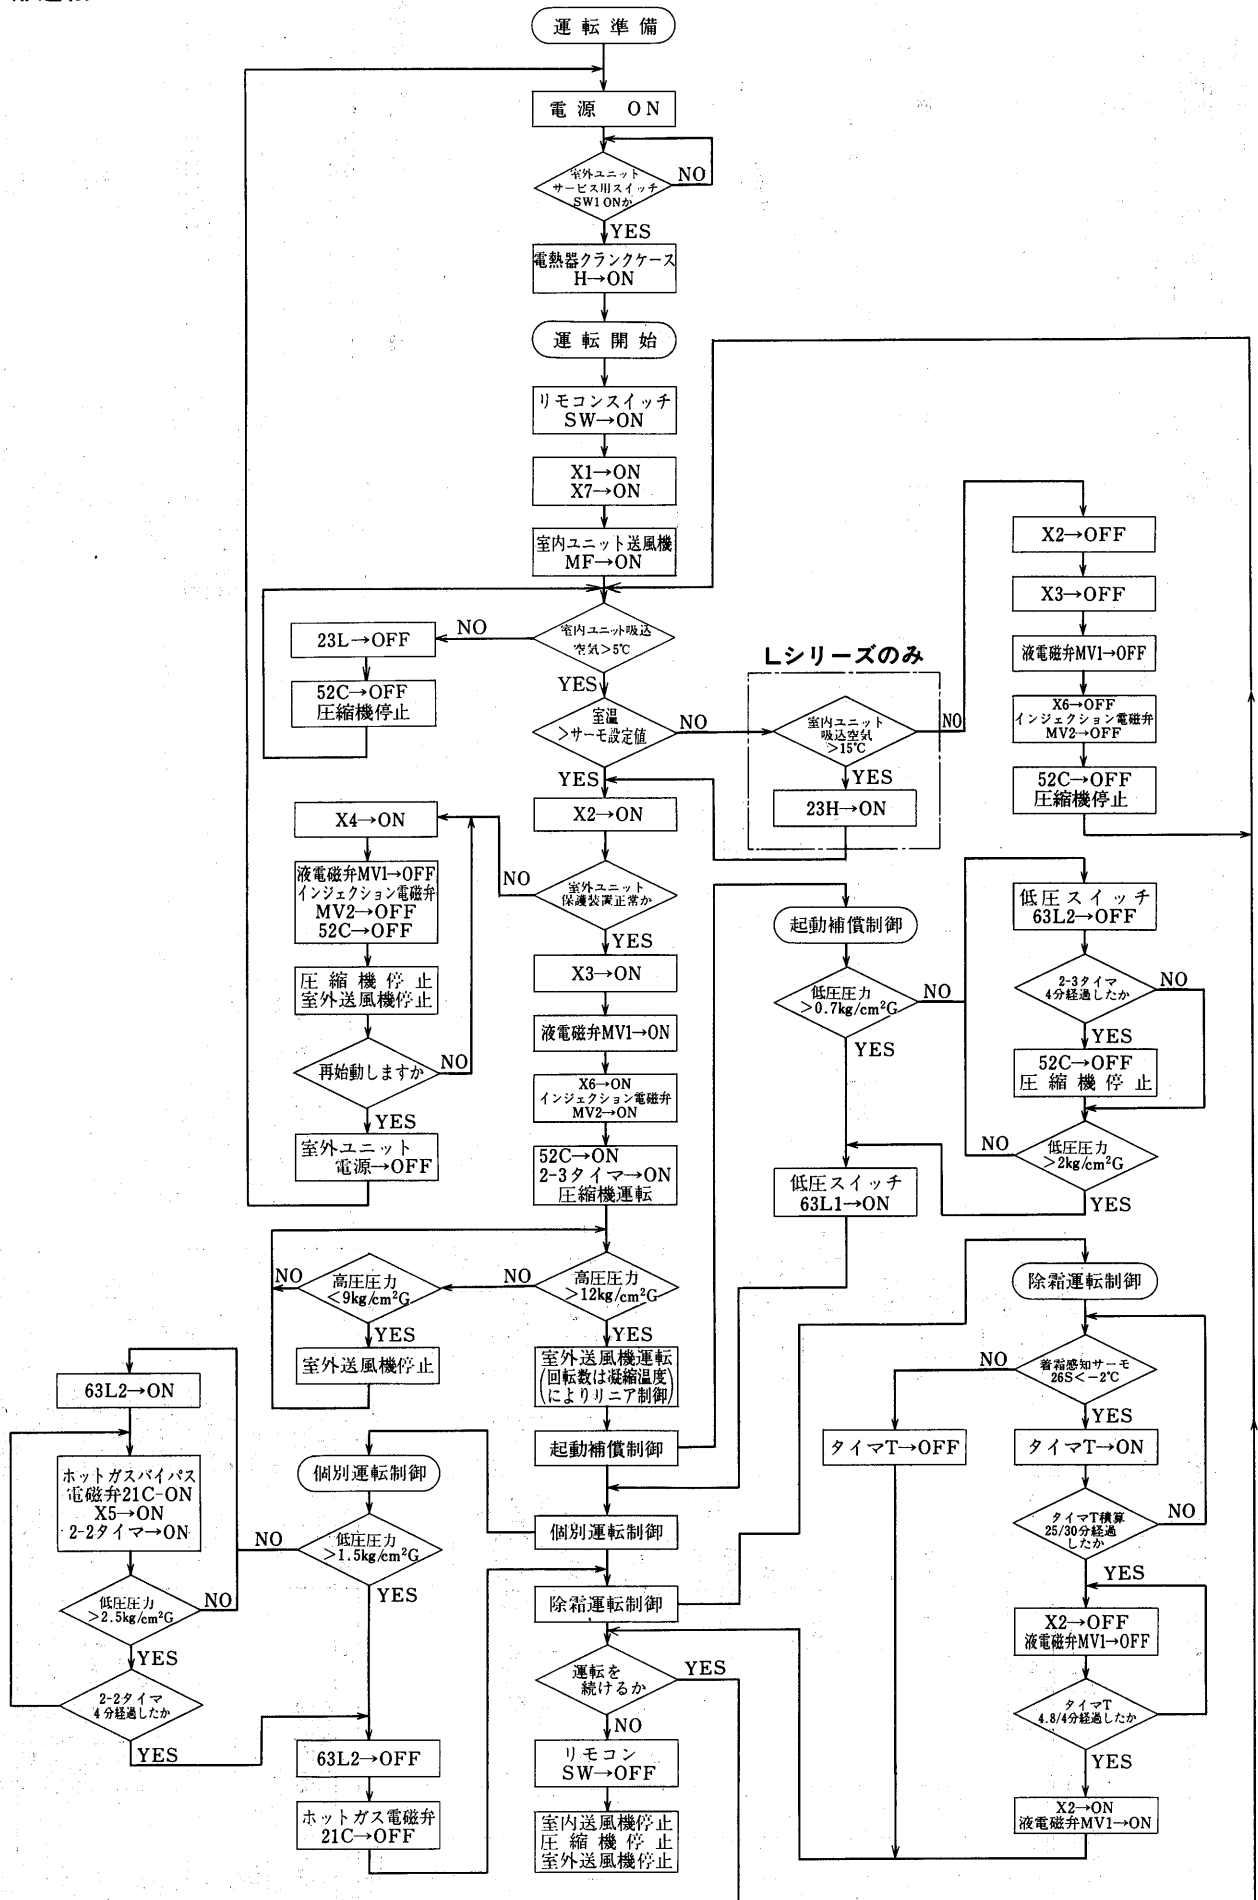 運転準備
電源 ON
室外ユニット
サービス用スイッチ
SW1 ONか
NO
YES
電熱器クランクケース
H→ON
運転開始
リモコンスイッチ
SW→ON
X1→ON
X7→ON
室内ユニット送風機
MF→ON
室内ユニット吸込
空気>5℃
NO
23L→OFF
52C→OFF
圧縮機停止
YES
室温
>サーモ設定値
NO
Lシリーズのみ
室内ユニット
吸込空気
>15℃
NO
YES
23H→ON
X2→OFF
X3→OFF
液電磁弁MV1→OFF
X6→OFF
インジェクション電磁弁
MV2→OFF
52C→OFF
圧縮機停止
YES
X2→ON
室外ユニット
保護装置正常か
NO
X4→ON
液電磁弁MV1→OFF
インジェクション電磁弁
MV2→OFF
52C→OFF
圧縮機停止
室外送風機停止
再始動しますか
NO
YES
室外ユニット
電源→OFF
YES
X3→ON
液電磁弁MV1→ON
X6→ON
インジェクション電磁弁
MV2→ON
52C→ON
2-3タイマ→ON
圧縮機運転
高圧圧力
>12kg/cm²G
NO
高圧圧力
<9kg/cm²G
NO
YES
室外送風機停止
YES
室外送風機運転
(回転数は凝縮温度
によりリニア制御)
起動補償制御
個別運転制御
除霜運転制御
運転を
続けるか
YES
NO
リモコン
SW→OFF
室内送風機停止
圧縮機停止
室外送風機停止
起動補償制御
低圧圧力
>0.7kg/cm²G
NO
YES
低圧スイッチ
63L2→OFF
2-3タイマ
4分経過したか
NO
YES
52C→OFF
圧縮機停止
低圧圧力
>2kg/cm²G
NO
YES
低圧スイッチ
63L1→ON
個別運転制御
低圧圧力
>1.5kg/cm²G
NO
YES
63L2→ON
ホットガスバイパス
電磁弁21C-ON
X5→ON
2-2タイマ→ON
低圧圧力
>2.5kg/cm²G
NO
YES
2-2タイマ
4分経過したか
YES
63L2→OFF
ホットガス電磁弁
21C→OFF
除霜運転制御
着霜感知サーモ
26S<-2℃
NO
YES
タイマT→OFF
タイマT→ON
タイマT積算
25/30分経過
したか
NO
YES
X2→OFF
液電磁弁MV1→OFF
タイマT
4.8/4分経過したか
YES
X2→ON
液電磁弁MV1→ON